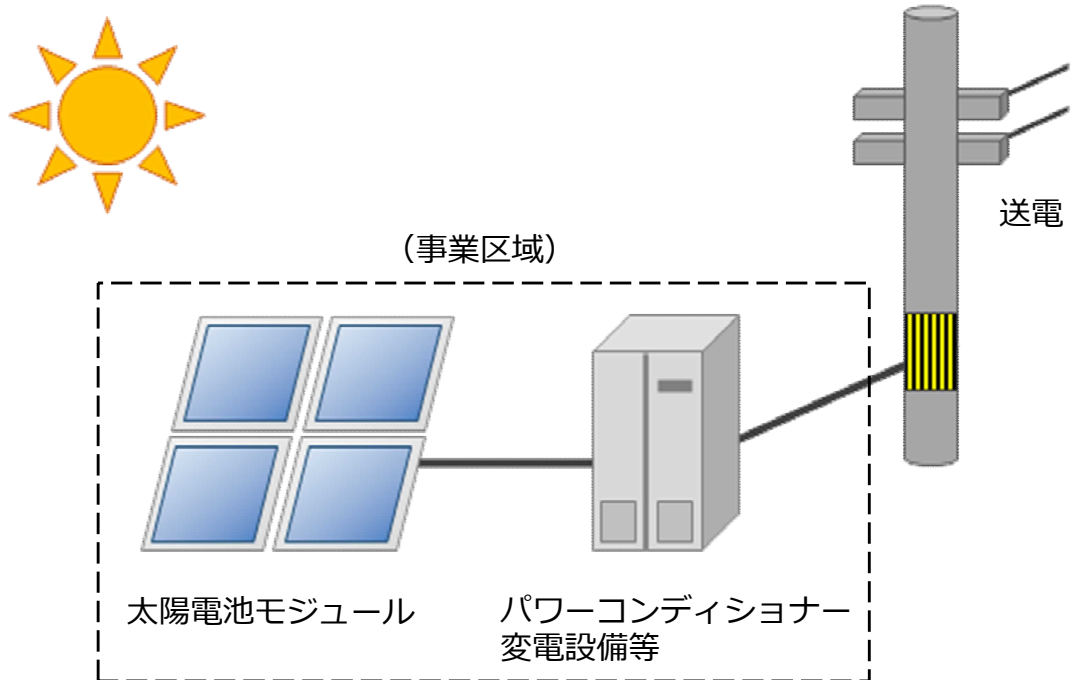 送電
（事業区域）
太陽電池モジュール
パワーコンディショナー
変電設備等